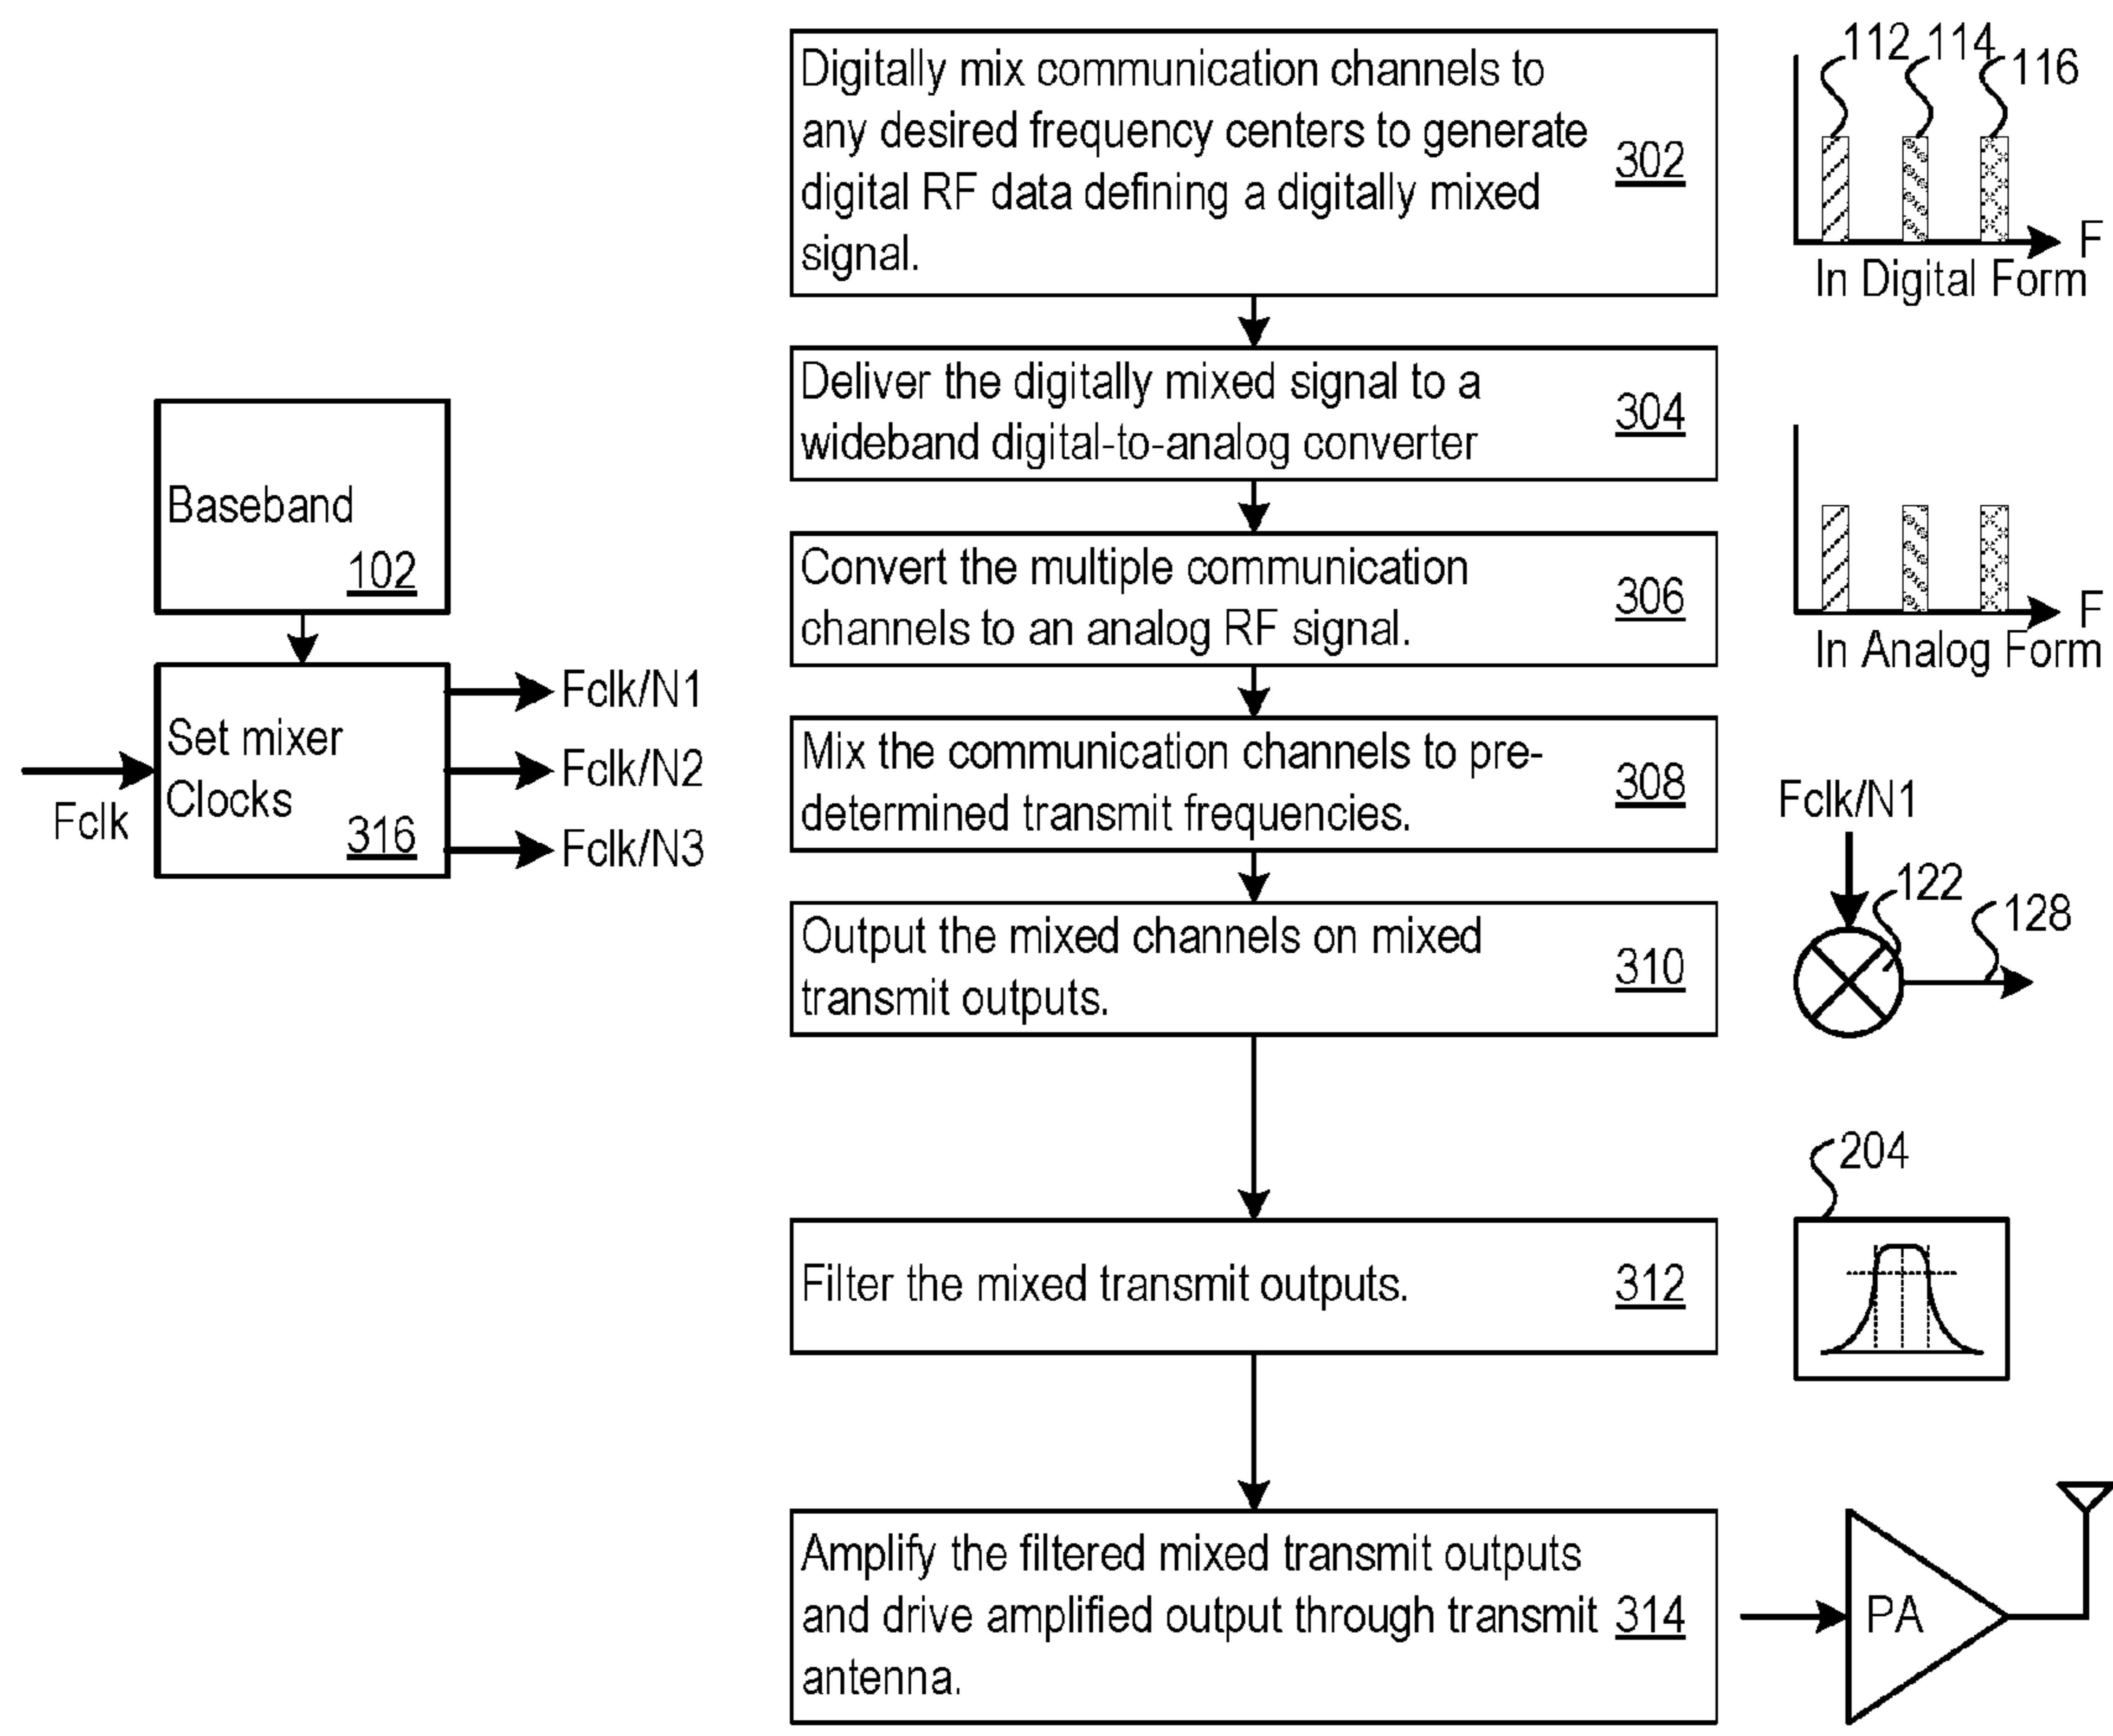 Digitally mix communication channels to
any desired frequency centers to generate
digital RF data defining a digitally mixed
signal.
302
112
114
116
F
In Digital Form
Deliver the digitally mixed signal to a
wideband digital-to-analog converter
304
Baseband
102
Convert the multiple communication
channels to an analog RF signal.
306
F
In Analog Form
Set mixer
Clocks
316
Fclk
Fclk/N1
Fclk/N2
Fclk/N3
Mix the communication channels to pre-
determined transmit frequencies.
308
Fclk/N1
122
128
Output the mixed channels on mixed
transmit outputs.
310
204
Filter the mixed transmit outputs.
312
Amplify the filtered mixed transmit outputs
and drive amplified output through transmit
antenna.
314
PA